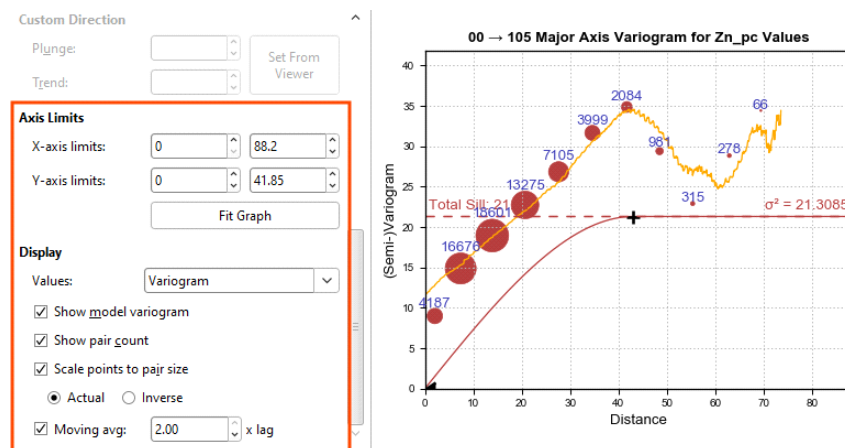 Custom Direction
Plunge:
Set From
Viewer
Trend:
Axis Limits
X-axis limits: 0 88.2
Y-axis limits: 0 41.85
Fit Graph
Display
Values: Variogram
Show model variogram
Show pair count
Scale points to pair size
Actual Inverse
Moving avg: 2.00 x lag
00 → 105 Major Axis Variogram for Zn_pc Values
(Semi-)Variogram
40
35
30
25
20
15
10
5
0
4187
16676
18601
13275
7105
3999
2084
981
315
278
66
Total Sill: 21
σ² = 21.3085
0 10 20 30 40 50 60 70 80
Distance